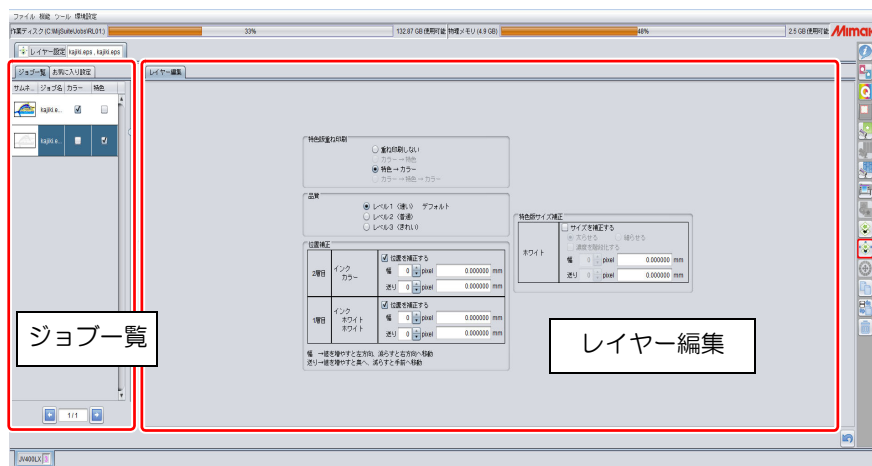 ファイル 機能 ツール 環境設定
作業ディスク(C:\MijSuite\Jobs\RL01:) 33% 132.87 GB 使用可能 物理メモリ(4.9 GB) 48% 2.5 GB 使用可能 Mimaki
レイヤー設定 kajiki.eps , kajiki.eps
ジョブ一覧 お気に入り設定 レイヤー編集
サムネ... ジョブ名 カラー 特色
kajiki.e...
kajiki.e...
特色版重ね印刷
重ね印刷しない
カラー → 特色
特色 → カラー
カラー → 特色 → カラー
品質
レベル1 (速い) デフォルト
レベル2 (普通)
レベル3 (きれい)
特色版サイズ補正
サイズを補正する
太らせる 細らせる
濃度を階調化する
ホワイト
幅 0 pixel 0.000000 mm
送り 0 pixel 0.000000 mm
位置補正
2層目 インク カラー
位置を補正する
幅 0 pixel 0.000000 mm
送り 0 pixel 0.000000 mm
1層目 インク ホワイト ホワイト
位置を補正する
幅 0 pixel 0.000000 mm
送り 0 pixel 0.000000 mm
幅 →値を増やすと左方向、減らすと右方向へ移動
送り→値を増やすと奥へ、減らすと手前へ移動
ジョブ一覧
レイヤー編集
1/1
JV400LX 3